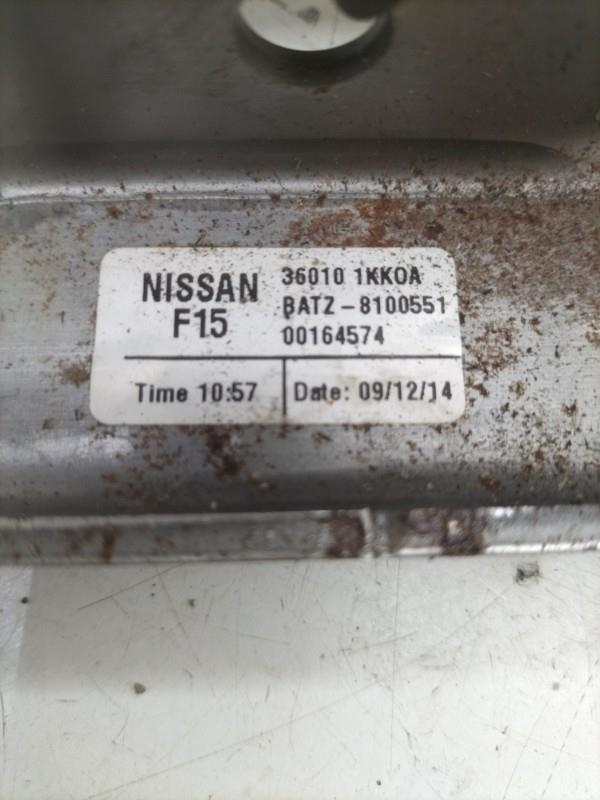 NISSAN
F15
36010 1KK0A
BATZ-8100551
00164574
Time 10:57
Date: 09/12/14